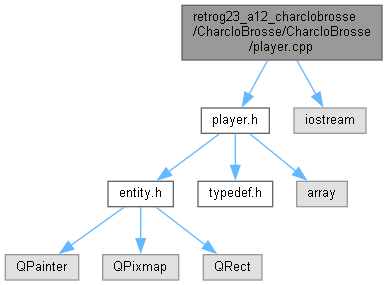 retrog23_a12_charclobrosse
/CharcloBrosse/CharcloBrosse
/player.cpp
player.h
iostream
entity.h
typedef.h
array
QPainter
QPixmap
QRect